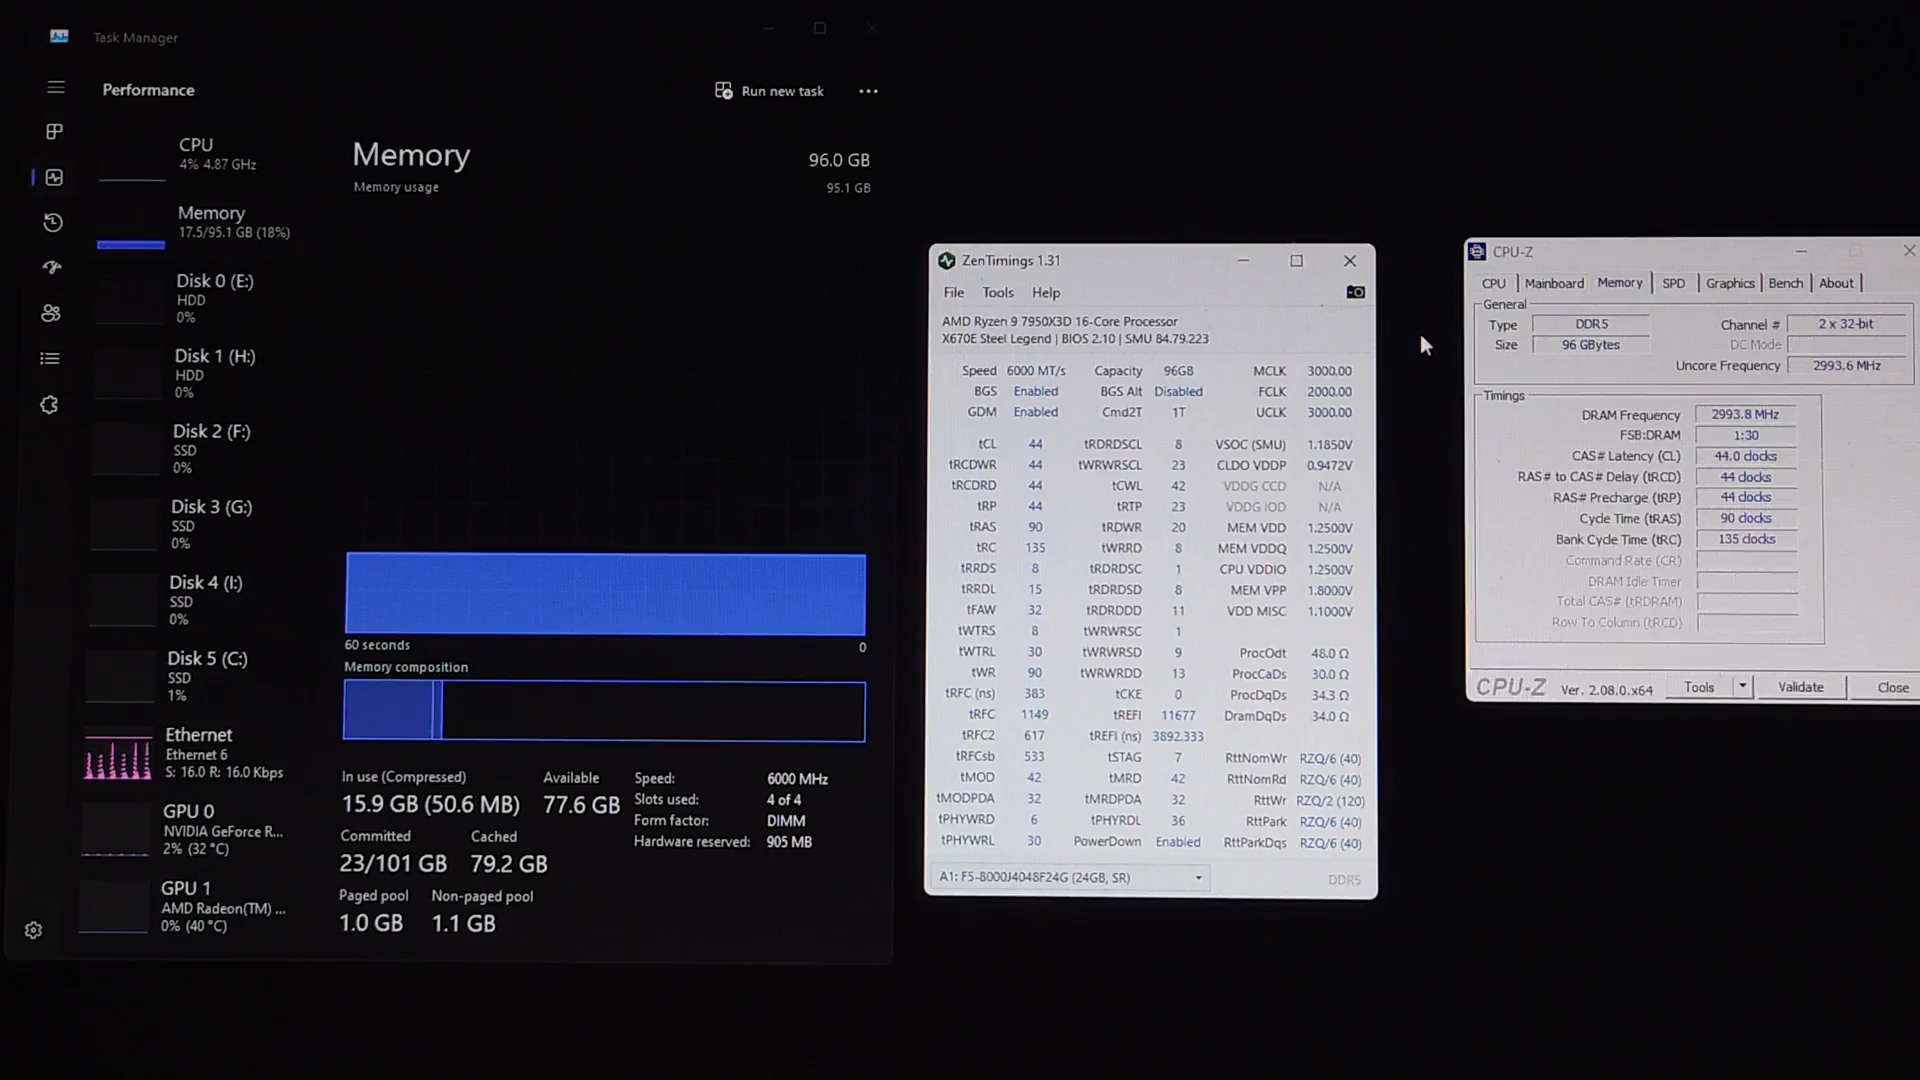 Task Manager
Performance
Run new task
CPU
4% 4.87 GHz
Memory
17.5/95.1 GB (18%)
Disk 0 (E:)
HDD
0%
Disk 1 (H:)
HDD
0%
Disk 2 (F:)
SSD
0%
Disk 3 (G:)
SSD
0%
Disk 4 (I:)
SSD
0%
Disk 5 (C:)
SSD
1%
Ethernet
Ethernet 6
S: 16.0 R: 16.0 Kbps
GPU 0
NVIDIA GeForce R...
2% (32 °C)
GPU 1
AMD Radeon(TM) ...
0% (40 °C)
Memory 96.0 GB
Memory usage 95.1 GB
60 seconds 0
Memory composition
In use (Compressed) Available
15.9 GB (50.6 MB) 77.6 GB
Committed Cached
23/101 GB 79.2 GB
Paged pool Non-paged pool
1.0 GB 1.1 GB
Speed: 6000 MHz
Slots used: 4 of 4
Form factor: DIMM
Hardware reserved: 905 MB
ZenTimings 1.31
File Tools Help
AMD Ryzen 9 7950X3D 16-Core Processor
X670E Steel Legend | BIOS 2.10 | SMU 84.79.223
Speed 6000 MT/s Capacity 96GB MCLK 3000.00
BGS Enabled BGS Alt Disabled FCLK 2000.00
GDM Enabled Cmd2T 1T UCLK 3000.00
tCL 44 tRDRDSCL 8 VSOC (SMU) 1.1850V
tRCDWR 44 tWRWRSCL 23 CLDO VDDP 0.9472V
tRCDRD 44 tCWL 42 VDDG CCD N/A
tRP 44 tRTP 23 VDDG IOD N/A
tRAS 90 tRDWR 20 MEM VDD 1.2500V
tRC 135 tWRRD 8 MEM VDDQ 1.2500V
tRRDS 8 tRDRDSC 1 CPU VDDIO 1.2500V
tRRDL 15 tRDRDSD 8 MEM VPP 1.8000V
tFAW 32 tRDRDDD 11 VDD MISC 1.1000V
tWTRS 8 tWRWRSC 1
tWTRL 30 tWRWRSD 9 ProcOdt 48.0 Ω
tWR 90 tWRWRDD 13 ProcCaDs 30.0 Ω
tRFC (ns) 383 tCKE 0 ProcDqDs 34.3 Ω
tRFC 1149 tREFI 11677 DramDqDs 34.0 Ω
tRFC2 617 tREFI (ns) 3892.333
tRFCsb 533 tSTAG 7 RttNomWr RZQ/6 (40)
tMOD 42 tMRD 42 RttNomRd RZQ/6 (40)
tMODPDA 32 tMRDPDA 32 RttWr RZQ/2 (120)
tPHYWRD 6 tPHYRDL 36 RttPark RZQ/6 (40)
tPHYWRL 30 PowerDown Enabled RttParkDqs RZQ/6 (40)
A1: F5-8000J4048F24G (24GB, SR) DDR5
CPU-Z
CPU Mainboard Memory SPD Graphics Bench About
General
Type DDR5 Channel # 2 x 32-bit
Size 96 GBytes DC Mode
Uncore Frequency 2993.6 MHz
Timings
DRAM Frequency 2993.8 MHz
FSB:DRAM 1:30
CAS# Latency (CL) 44.0 clocks
RAS# to CAS# Delay (tRCD) 44 clocks
RAS# Precharge (tRP) 44 clocks
Cycle Time (tRAS) 90 clocks
Bank Cycle Time (tRC) 135 clocks
Command Rate (CR)
DRAM Idle Timer
Total CAS# (tRDRAM)
Row To Column (tRCD)
CPU-Z Ver. 2.08.0.x64 Tools Validate Close